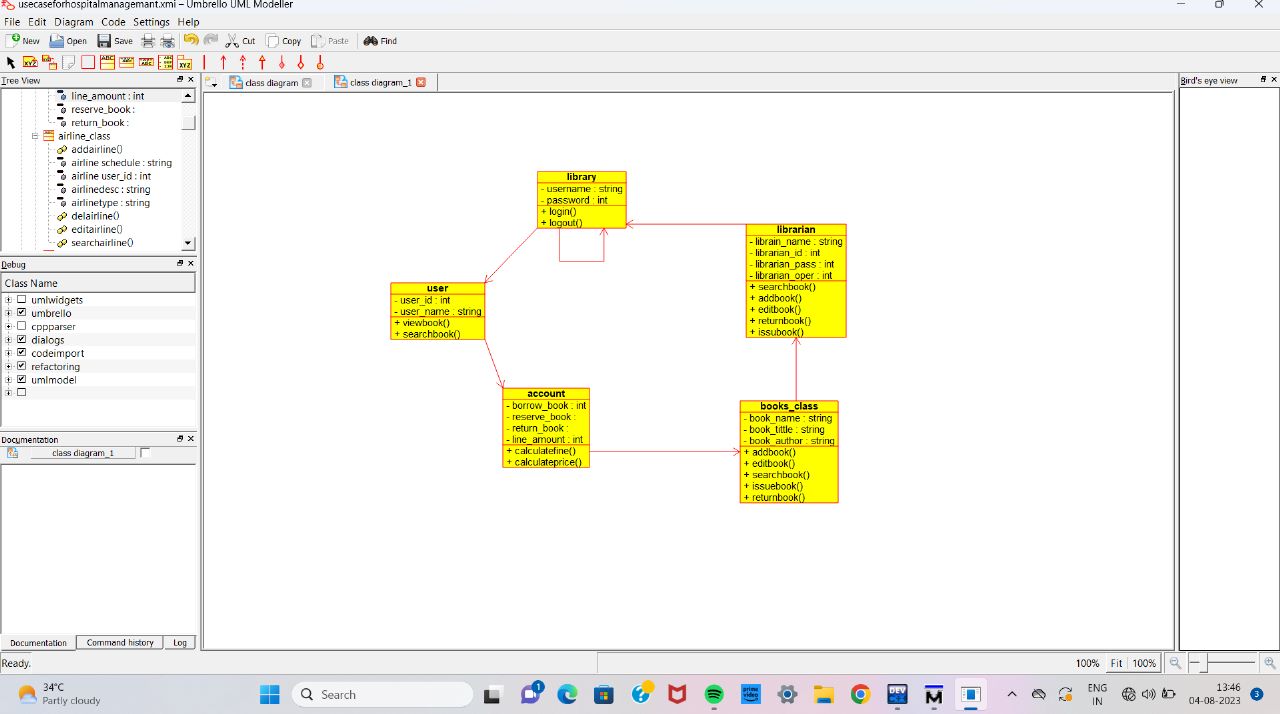 usecaseforhospitalmanagemant.xmi – Umbrello UML Modeller
File Edit Diagram Code Settings Help
New Open Save Cut Copy Paste Find
Tree View
line_amount : int
reserve_book :
return_book :
airline_class
addairline()
airline schedule : string
airline user_id : int
airlinedesc : string
airlinetype : string
delairline()
editairline()
searchairline()
Debug
Class Name
umlwidgets
umbrello
cppparser
dialogs
codeimport
refactoring
umlmodel
Documentation
class diagram_1
Documentation Command history Log
Ready.
class diagram class diagram_1
library
- username : string
- password : int
+ login()
+ logout()
librarian
- librain_name : string
- librarian_id : int
- librarian_pass : int
- librarian_oper : int
+ searchbook()
+ addbook()
+ editbook()
+ returnbook()
+ issubook()
user
- user_id : int
- user_name : string
+ viewbook()
+ searchbook()
account
- borrow_book : int
- reserve_book :
- return_book :
- line_amount : int
+ calculatefine()
+ calculateprice()
books_class
- book_name : string
- book_tittle : string
- book_author : string
+ addbook()
+ editbook()
+ searchbook()
+ issuebook()
+ returnbook()
Bird's eye view
100% Fit 100%
34°C
Partly cloudy
Search
1
prime video
DEV C++
ENG
IN
13:46
04-08-2023
3